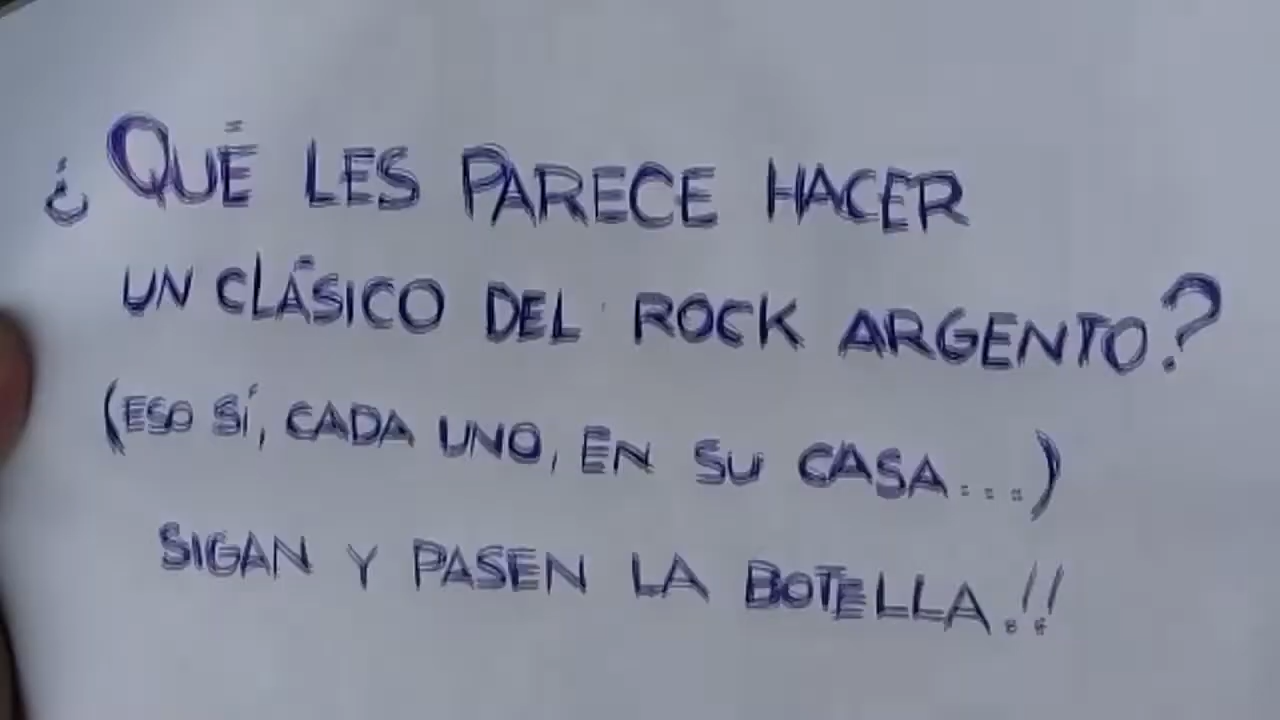 ¿QUÉ LES PARECE HACER
UN CLÁSICO DEL ROCK ARGENTO?
(ESO SÍ, CADA UNO, EN SU CASA...)
SIGAN Y PASEN LA BOTELLA!!